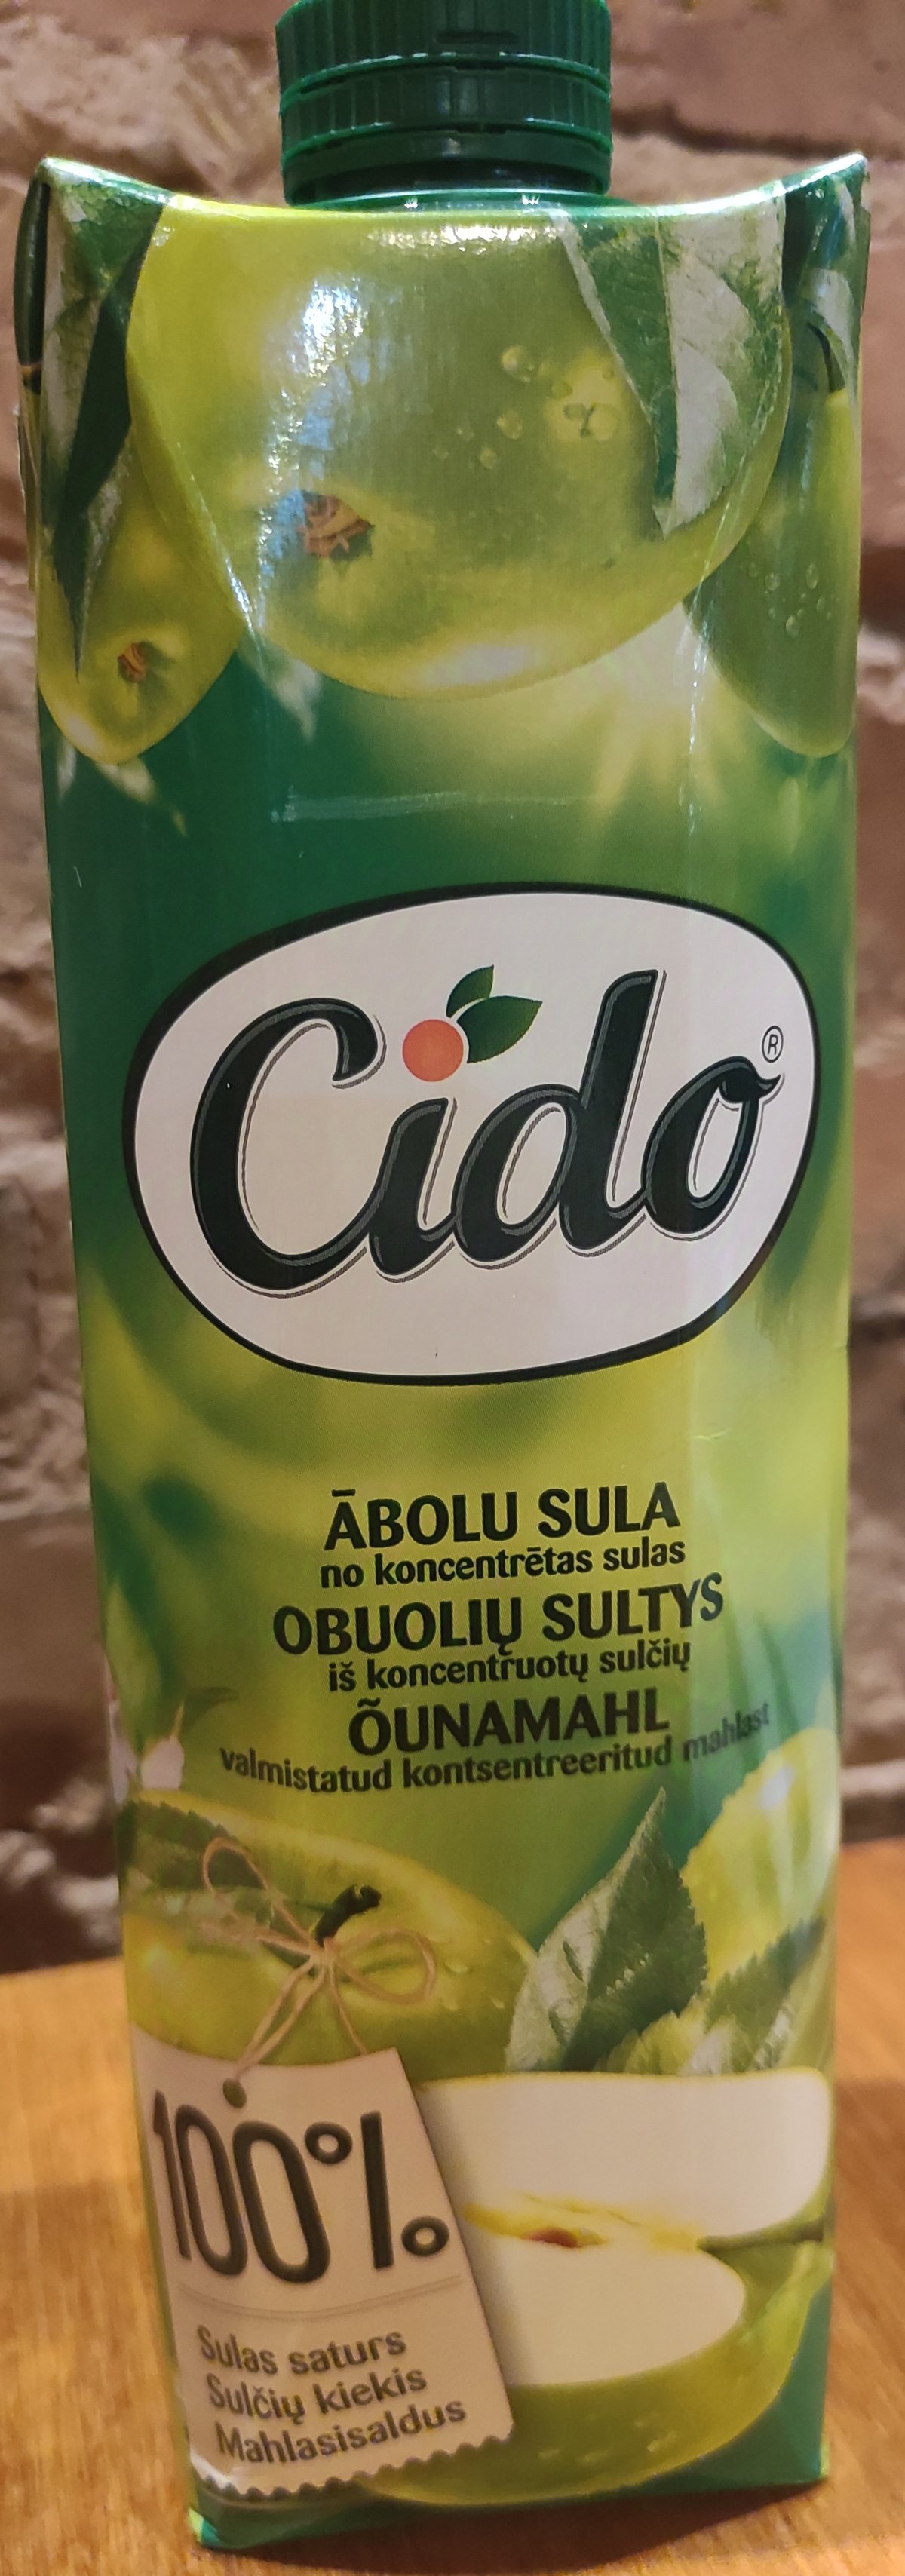 Cido®
ĀBOLU SULA
no koncentrētas sulas
OBUOLIŲ SULTYS
iš koncentruotų sulčių
ÕUNAMAHL
valmistatud kontsentreeritud mahlast
100%
Sulas saturs
Sulčių kiekis
Mahlasisaldus